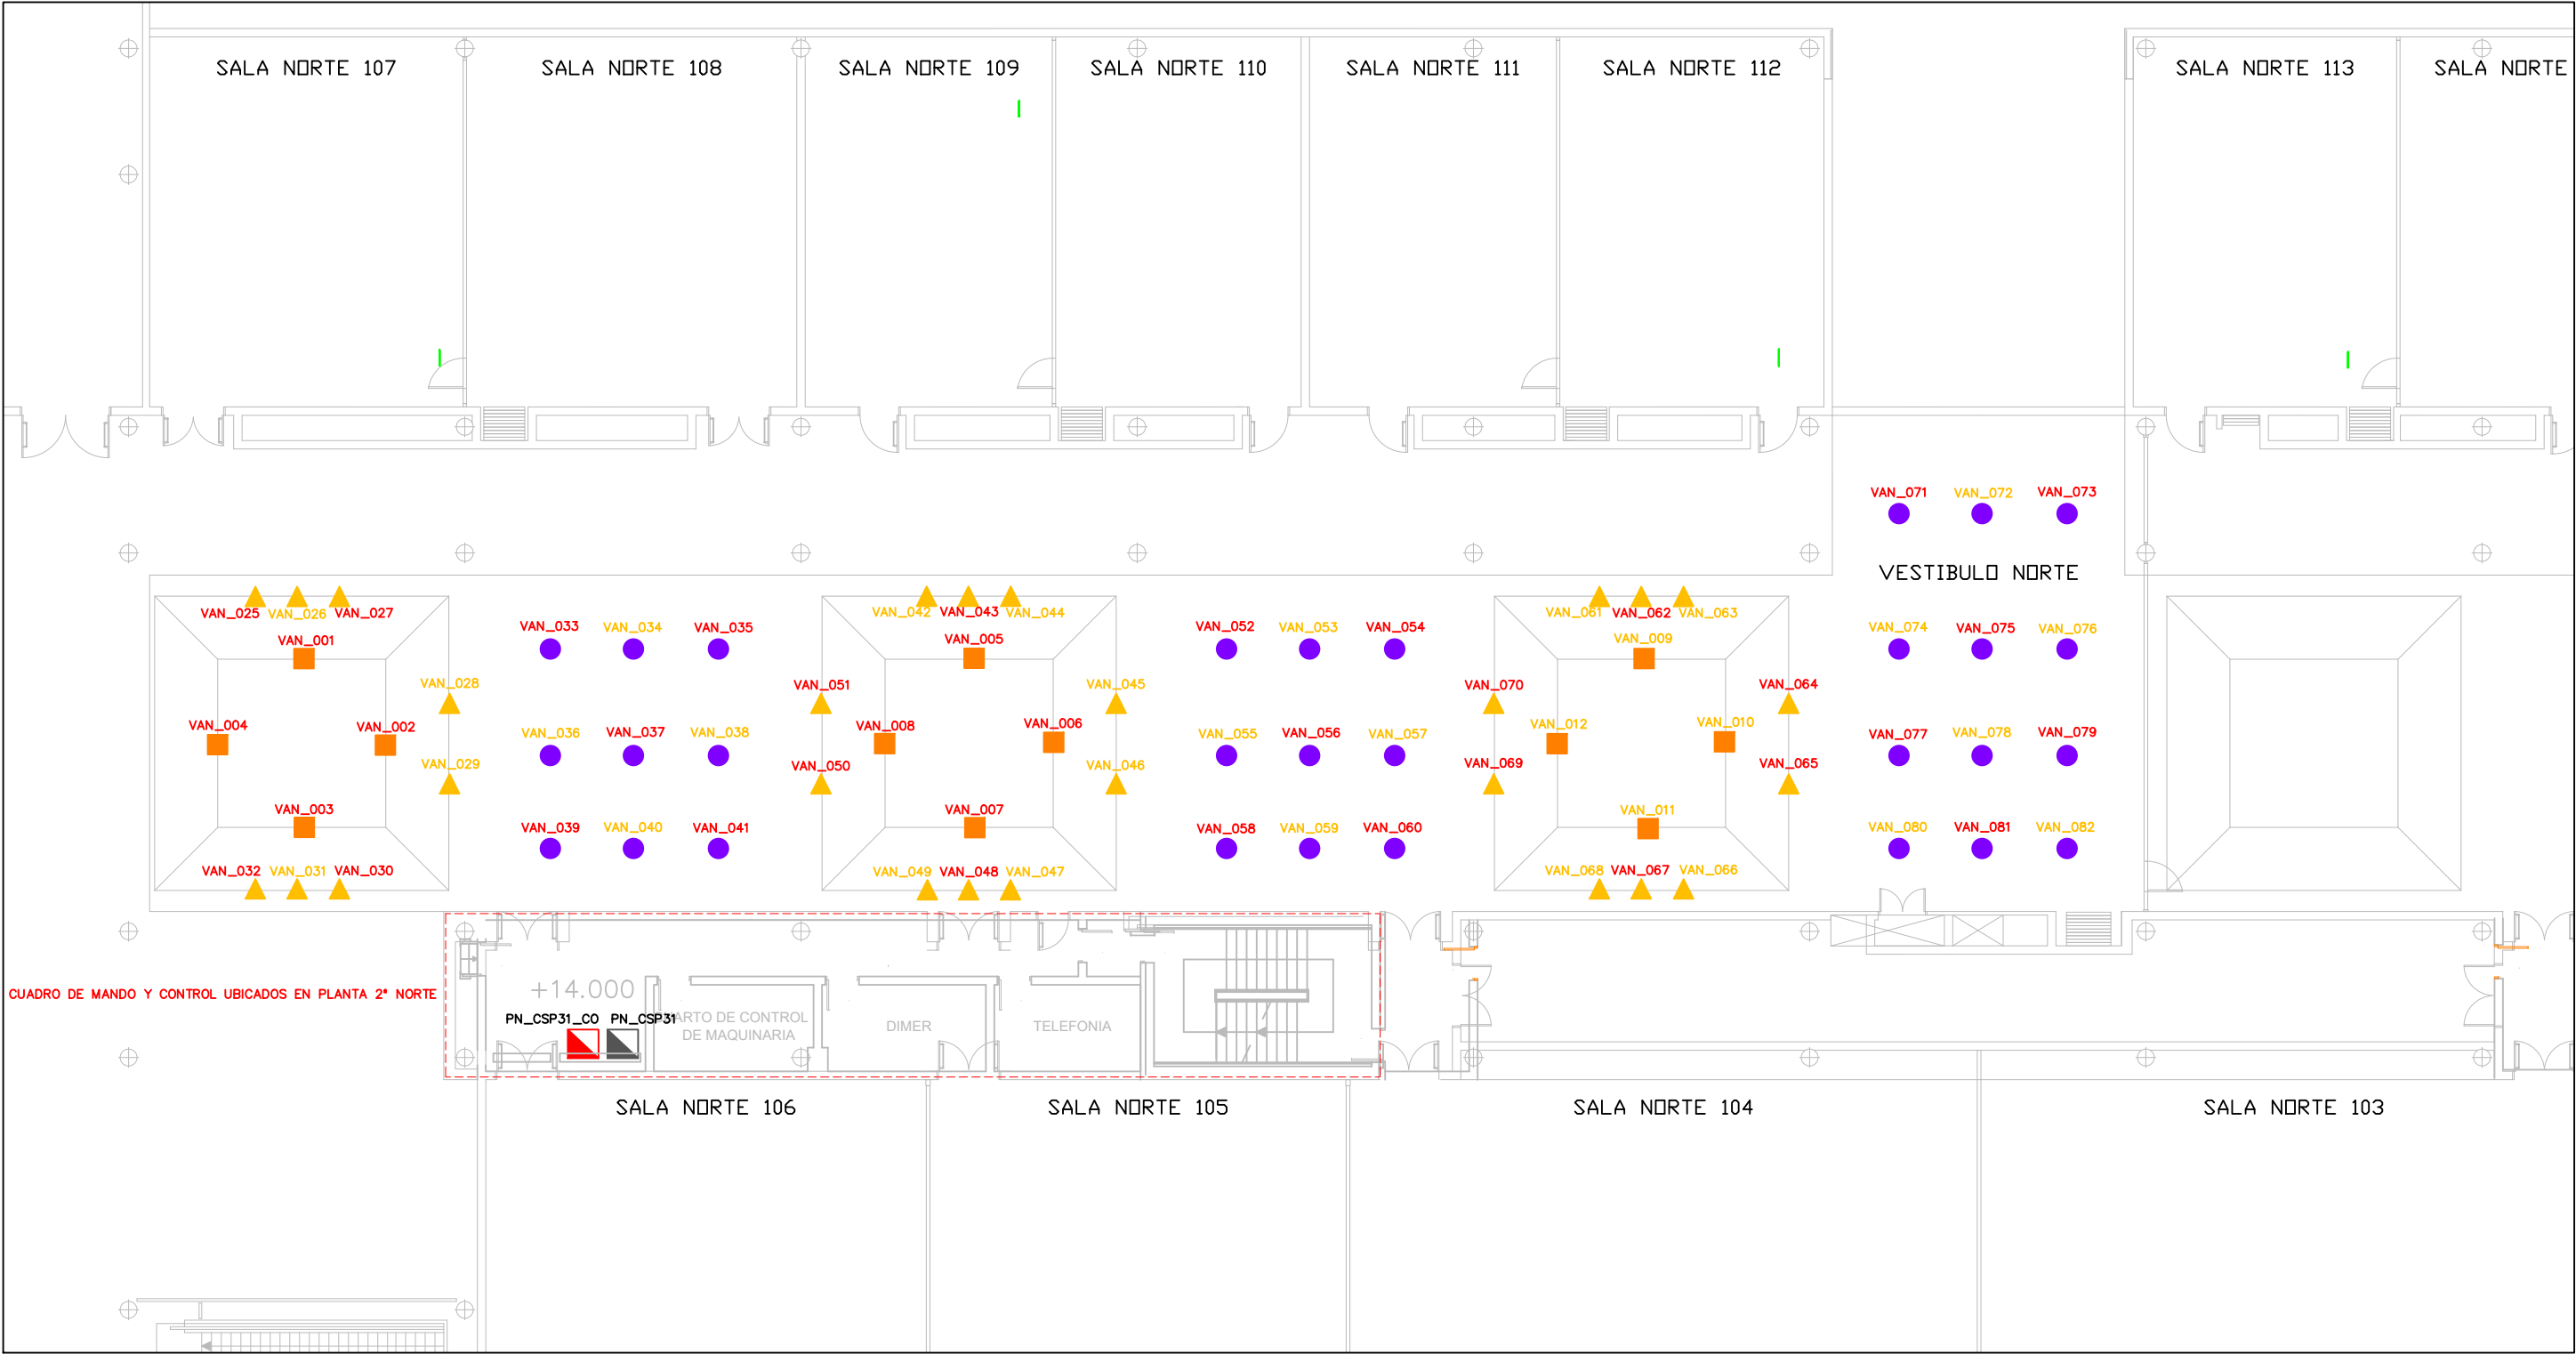 SALA NORTE 107
SALA NORTE 108
SALA NORTE 109
SALA NORTE 110
SALA NORTE 111
SALA NORTE 112
SALA NORTE 113
SALA NORTE
VAN_071
VAN_072
VAN_073
VESTIBULO NORTE
VAN_025
VAN_026
VAN_027
VAN_001
VAN_028
VAN_004
VAN_002
VAN_029
VAN_003
VAN_032
VAN_031
VAN_030
VAN_033
VAN_034
VAN_035
VAN_036
VAN_037
VAN_038
VAN_039
VAN_040
VAN_041
VAN_042
VAN_043
VAN_044
VAN_005
VAN_051
VAN_045
VAN_008
VAN_006
VAN_050
VAN_046
VAN_007
VAN_049
VAN_048
VAN_047
VAN_052
VAN_053
VAN_054
VAN_055
VAN_056
VAN_057
VAN_058
VAN_059
VAN_060
VAN_061
VAN_062
VAN_063
VAN_009
VAN_070
VAN_064
VAN_012
VAN_010
VAN_069
VAN_065
VAN_011
VAN_068
VAN_067
VAN_066
VAN_074
VAN_075
VAN_076
VAN_077
VAN_078
VAN_079
VAN_080
VAN_081
VAN_082
CUADRO DE MANDO Y CONTROL UBICADOS EN PLANTA 2ª NORTE
+14.000
PN_CSP31_CO
PN_CSP31
ARTO DE CONTROL
DE MAQUINARIA
DIMER
TELEFONIA
SALA NORTE 106
SALA NORTE 105
SALA NORTE 104
SALA NORTE 103